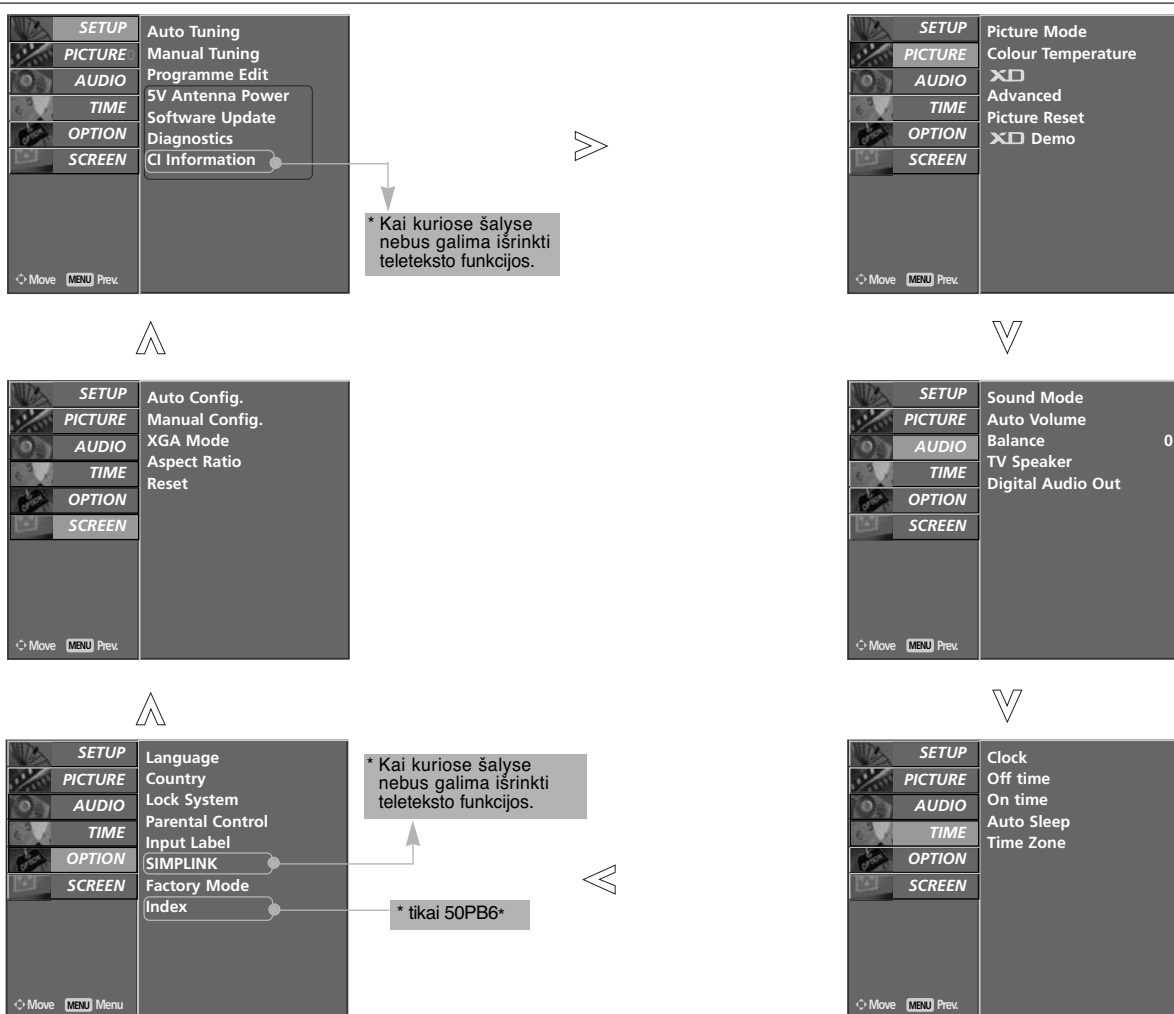 SETUP
PICTURE
AUDIO
TIME
OPTION
SCREEN
Auto Tuning
Manual Tuning
Programme Edit
5V Antenna Power
Software Update
Diagnostics
CI Information
Move MENU Prev.
* Kai kuriose šalyse
nebus galima išrinkti
teleteksto funkcijos.
SETUP
PICTURE
AUDIO
TIME
OPTION
SCREEN
Picture Mode
Colour Temperature
XD
Advanced
Picture Reset
XD Demo
Move MENU Prev.
SETUP
PICTURE
AUDIO
TIME
OPTION
SCREEN
Auto Config.
Manual Config.
XGA Mode
Aspect Ratio
Reset
Move MENU Prev.
SETUP
PICTURE
AUDIO
TIME
OPTION
SCREEN
Sound Mode
Auto Volume
Balance 0
TV Speaker
Digital Audio Out
Move MENU Prev.
SETUP
PICTURE
AUDIO
TIME
OPTION
SCREEN
Language
Country
Lock System
Parental Control
Input Label
SIMPLINK
Factory Mode
Index
Move MENU Menu
* Kai kuriose šalyse
nebus galima išrinkti
teleteksto funkcijos.
* tikai 50PB6*
SETUP
PICTURE
AUDIO
TIME
OPTION
SCREEN
Clock
Off time
On time
Auto Sleep
Time Zone
Move MENU Prev.